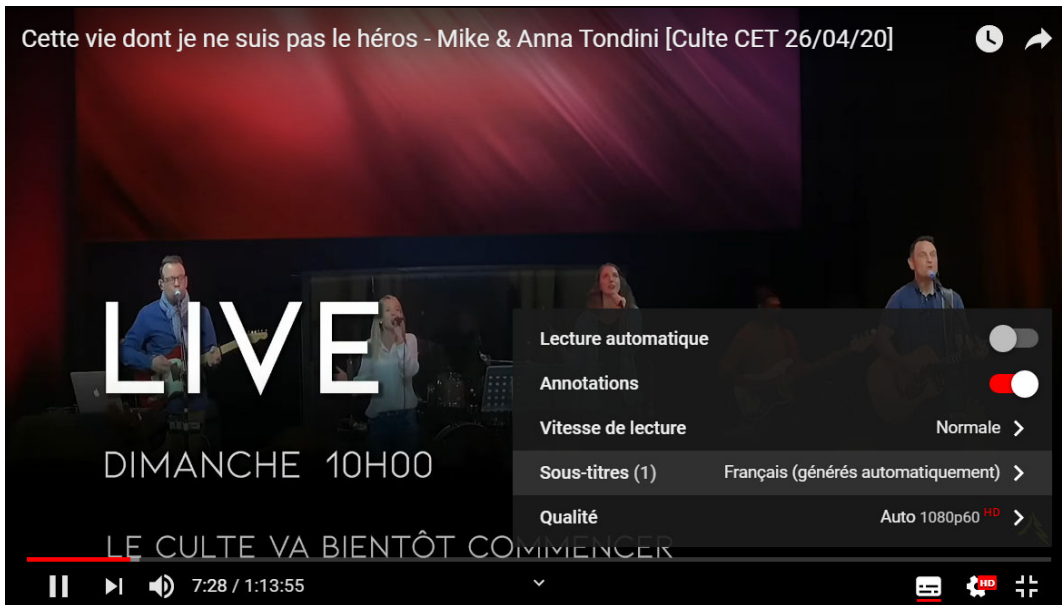 Cette vie dont je ne suis pas le héros - Mike & Anna Tondini [Culte CET 26/04/20]
LIVE
DIMANCHE 10H00
LE CULTE VA BIENTÔT COMMENCER
Lecture automatique
Annotations
Vitesse de lecture Normale
Sous-titres (1) Français (générés automatiquement)
Qualité Auto 1080p60 HD
7:28 / 1:13:55
HD